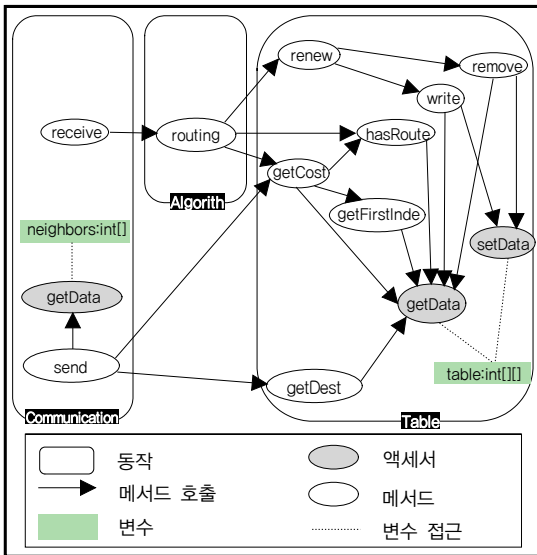 renew
remove
write
receive
routing
hasRoute
getCost
Algorith
getFirstInde
neighbors:int[]
setData
getData
getData
send
getDest
table:int[][]
Communication
Table
동작
액세서
메서드 호출
메서드
변수
변수 접근